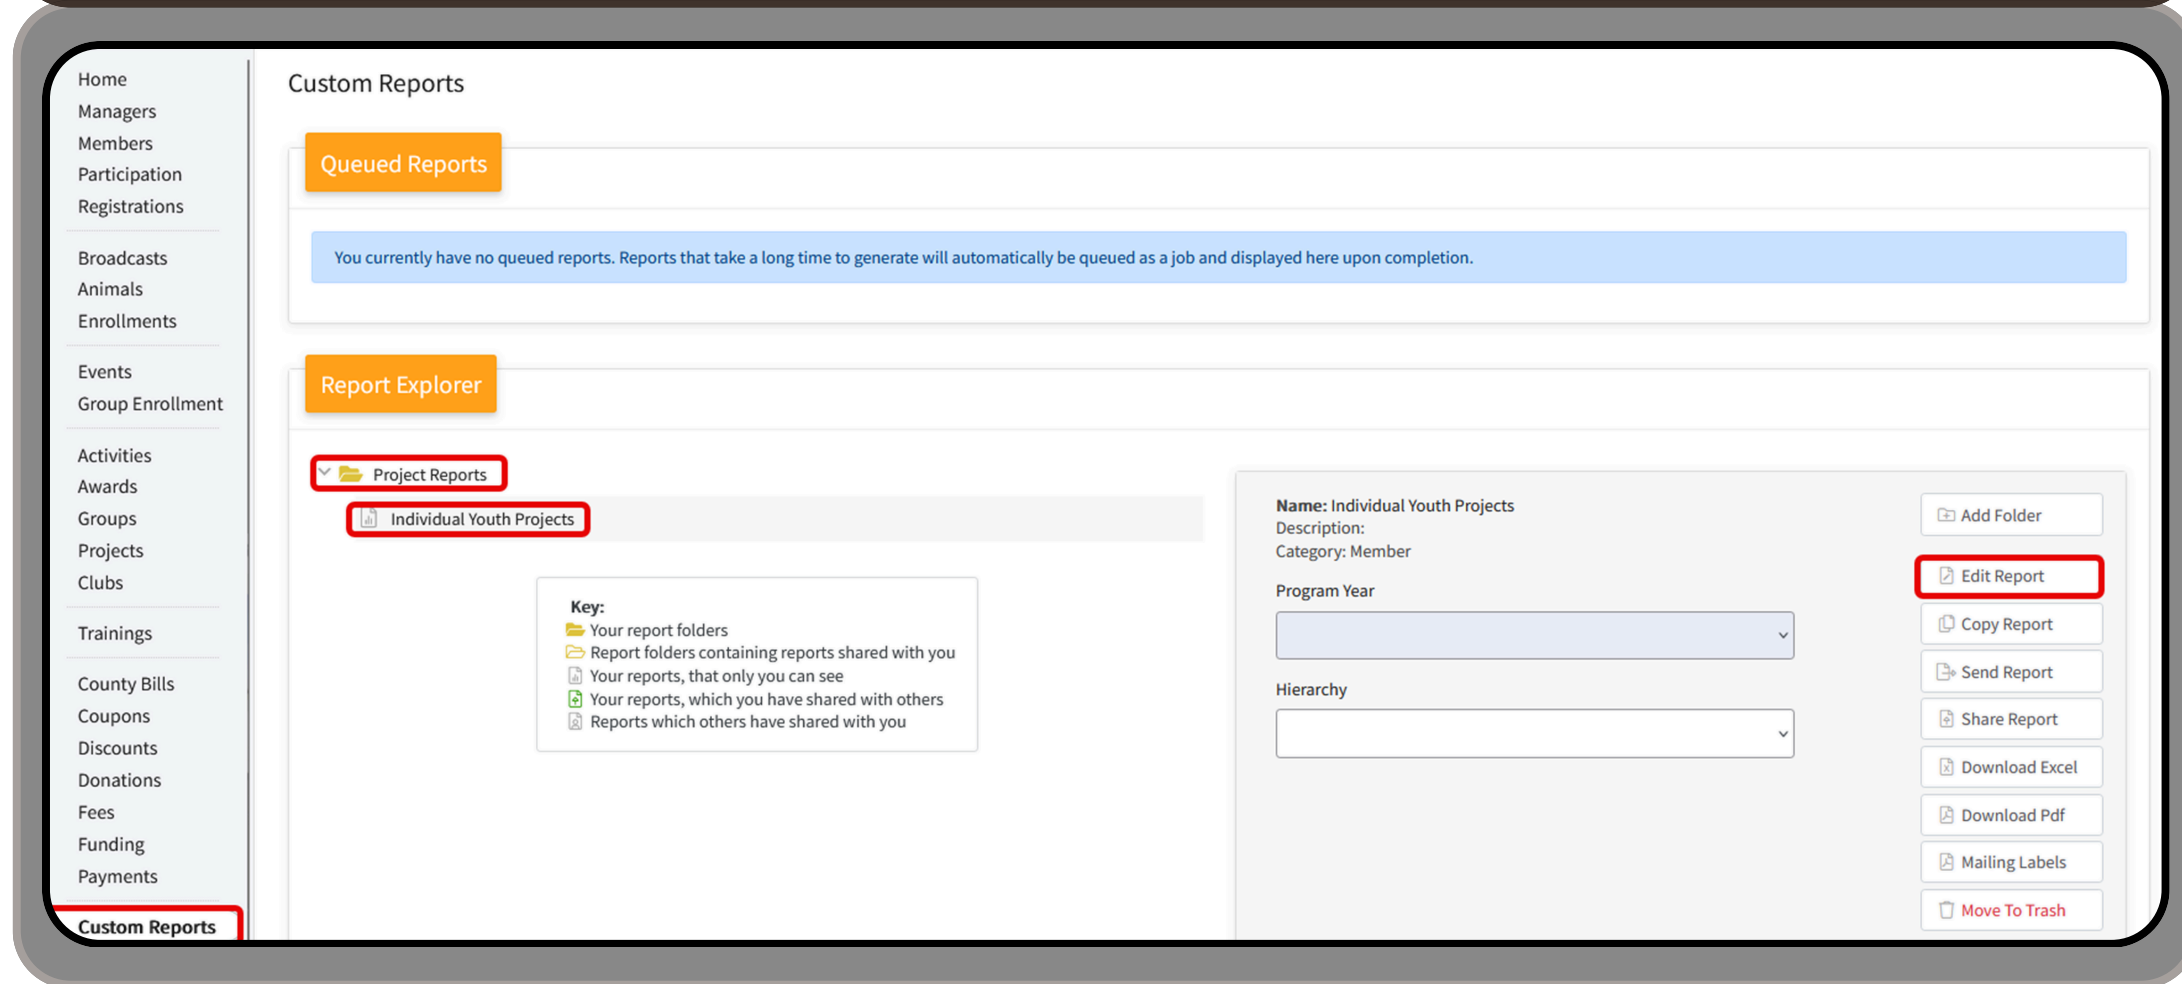 Home
Managers
Members
Participation
Registrations
Broadcasts
Animals
Enrollments
Events
Group Enrollment
Activities
Awards
Groups
Projects
Clubs
Trainings
County Bills
Coupons
Discounts
Donations
Fees
Funding
Payments
Custom Reports
Custom Reports
Queued Reports
You currently have no queued reports. Reports that take a long time to generate will automatically be queued as a job and displayed here upon completion.
Report Explorer
Project Reports
Individual Youth Projects
Key:
Your report folders
Report folders containing reports shared with you
Your reports, that only you can see
Your reports, which you have shared with others
Reports which others have shared with you
Name: Individual Youth Projects
Description:
Category: Member
Program Year
Hierarchy
Add Folder
Edit Report
Copy Report
Send Report
Share Report
Download Excel
Download Pdf
Mailing Labels
Move To Trash